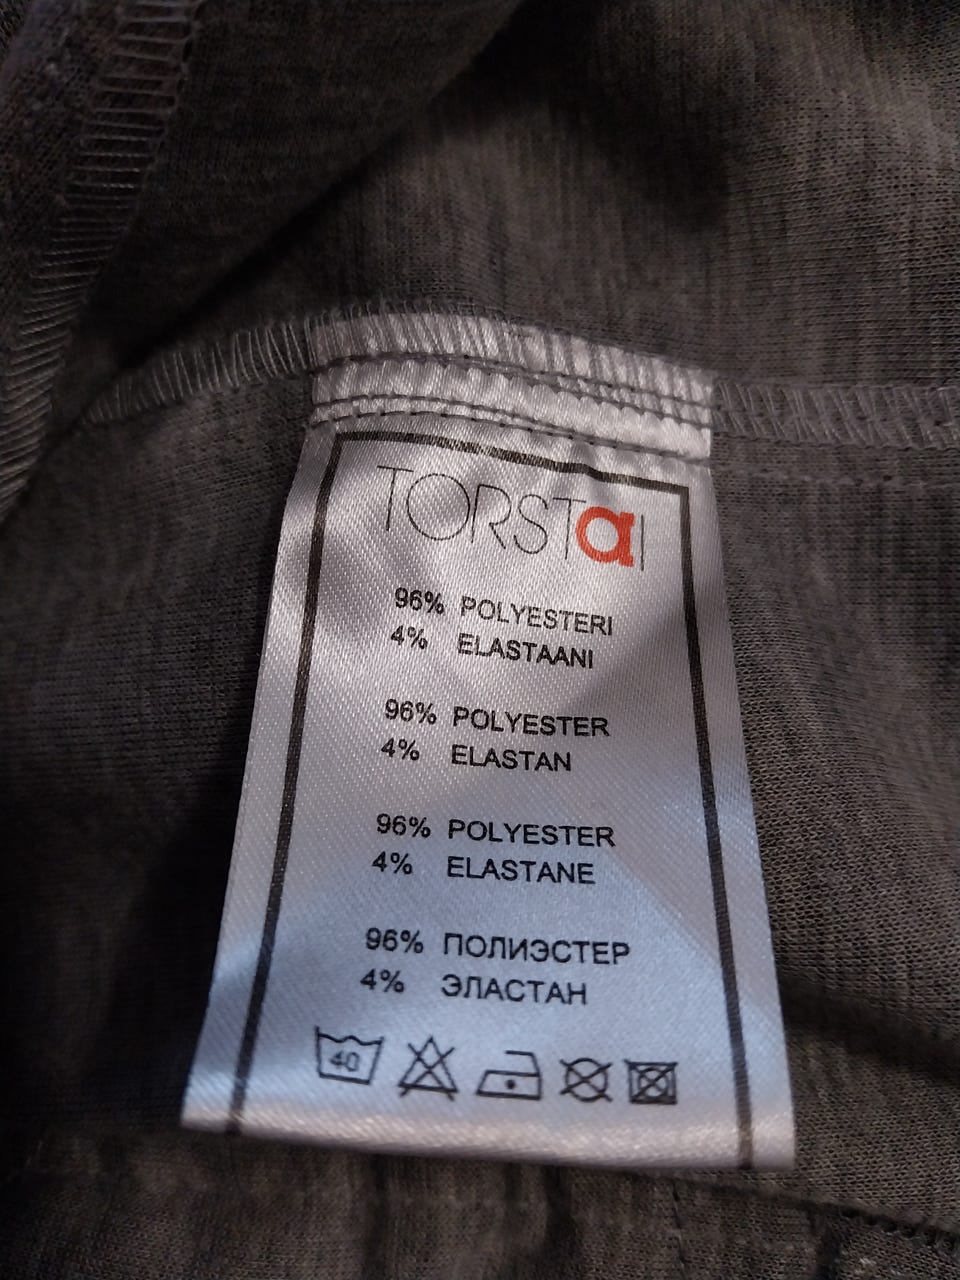 TORSTaI
96% POLYESTERI
4% ELASTAANI
96% POLYESTER
4% ELASTAN
96% POLYESTER
4% ELASTANE
96% ПОЛИЭСТЕР
4% ЭЛАСТАН
40